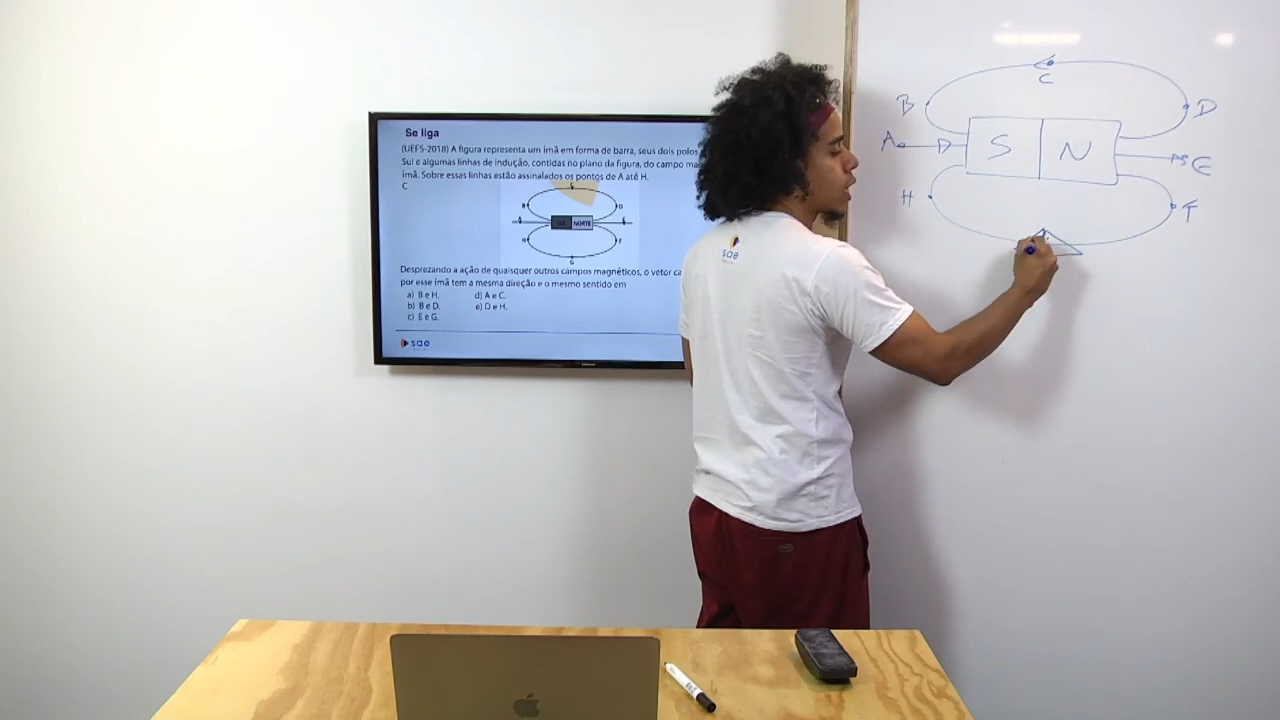 Se liga
(UEFS-2018) A figura representa um ímã em forma de barra, seus dois polos
Sul e algumas linhas de indução, contidas no plano da figura, do campo ma
ímã. Sobre essas linhas estão assinalados os pontos de A até H.
C
C
B D
A E
SUL NORTE
H F
G
Desprezando a ação de quaisquer outros campos magnéticos, o vetor ca
por esse ímã tem a mesma direção e o mesmo sentido em
a) B e H. d) A e C.
b) B e D. e) D e H.
c) E e G.
sae
sae
C
B D
A S N E
H F